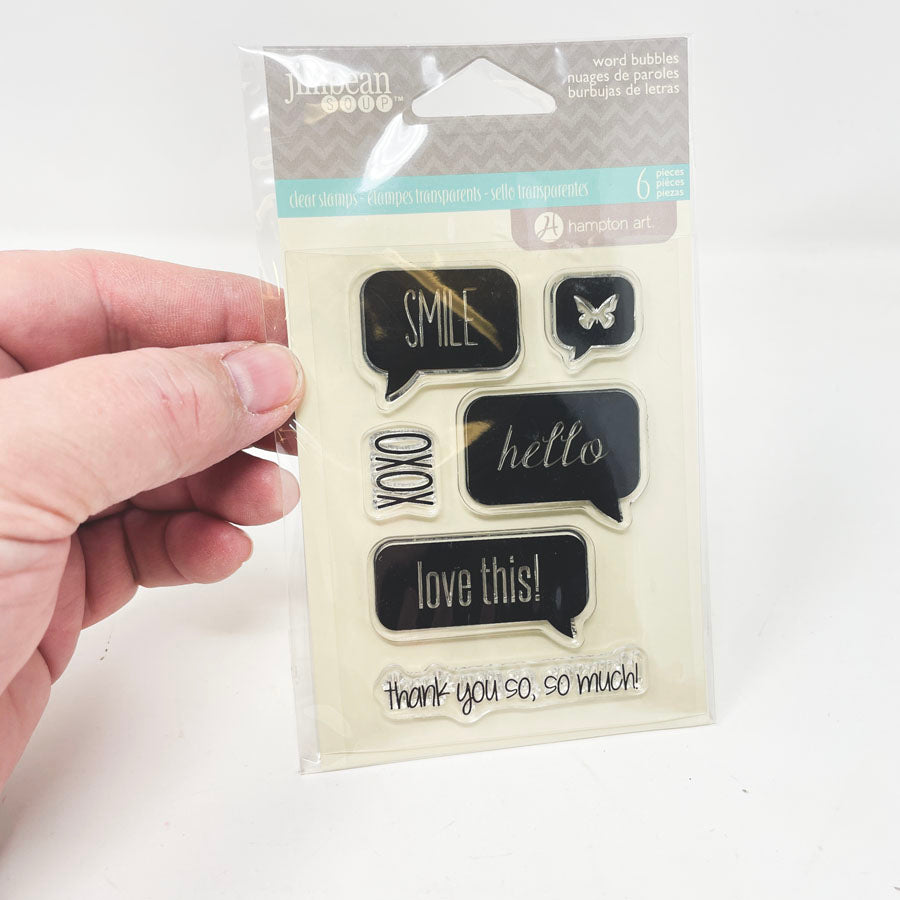 jillibean
SOUP™
word bubbles
nuages de paroles
burbujas de letras
clear stamps - étampes transparents - sello transparentes
6 pieces
pièces
piezas
H hampton art.
SMILE
XOXO
hello
love this!
thank you so, so much!